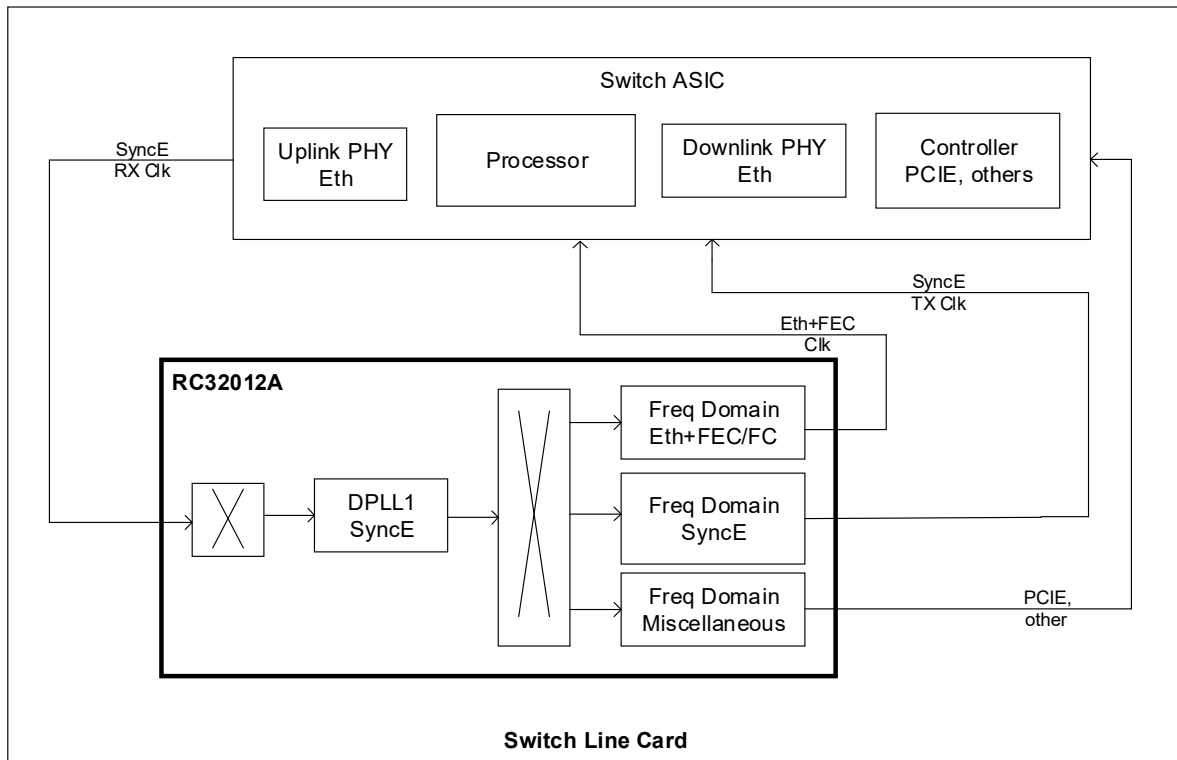 Switch ASIC
Uplink PHY
Eth
Processor
Downlink PHY
Eth
Controller
PCIE, others
SyncE
RX Clk
SyncE
TX Clk
Eth+FEC
Clk
RC32012A
Freq Domain
Eth+FEC/FC
DPLL1
SyncE
Freq Domain
SyncE
Freq Domain
Miscellaneous
PCIE,
other
Switch Line Card